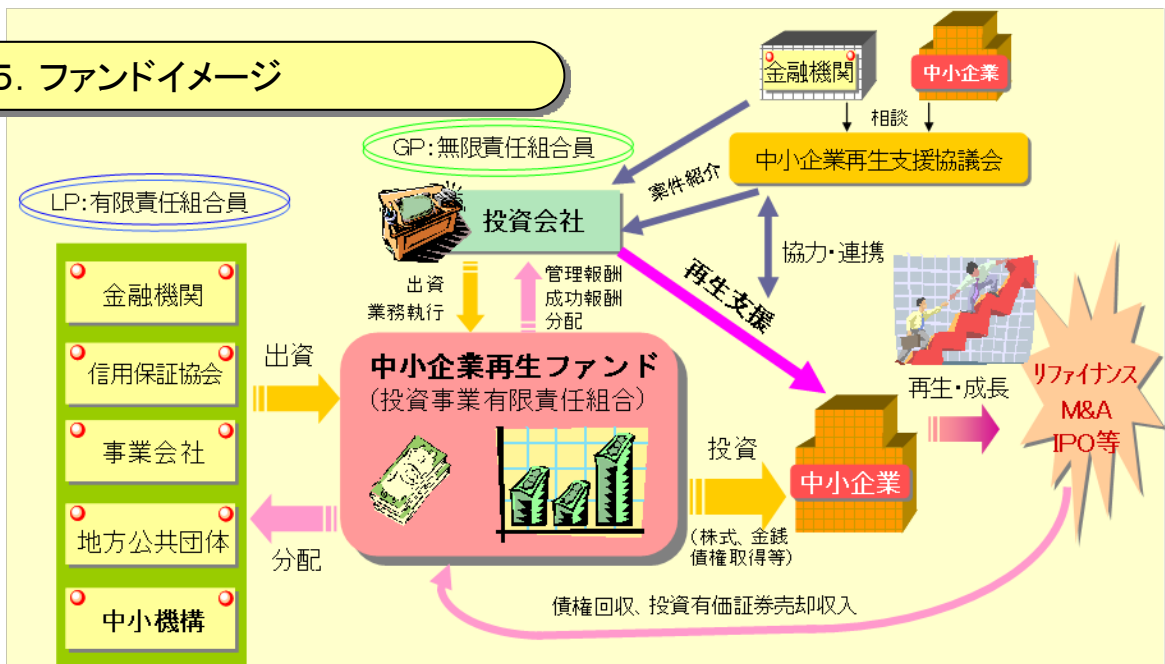 5. ファンドイメージ
金融機関
中小企業
相談
中小企業再生支援協議会
GP:無限責任組合員
案件紹介
LP:有限責任組合員
投資会社
協力・連携
再生支援
出資
業務執行
管理報酬
成功報酬
分配
金融機関
信用保証協会
事業会社
地方公共団体
中小機構
出資
分配
中小企業再生ファンド
(投資事業有限責任組合)
投資
(株式、金銭
債権取得等)
中小企業
再生・成長
リファイナンス
M&A
IPO等
債権回収、投資有価証券売却収入